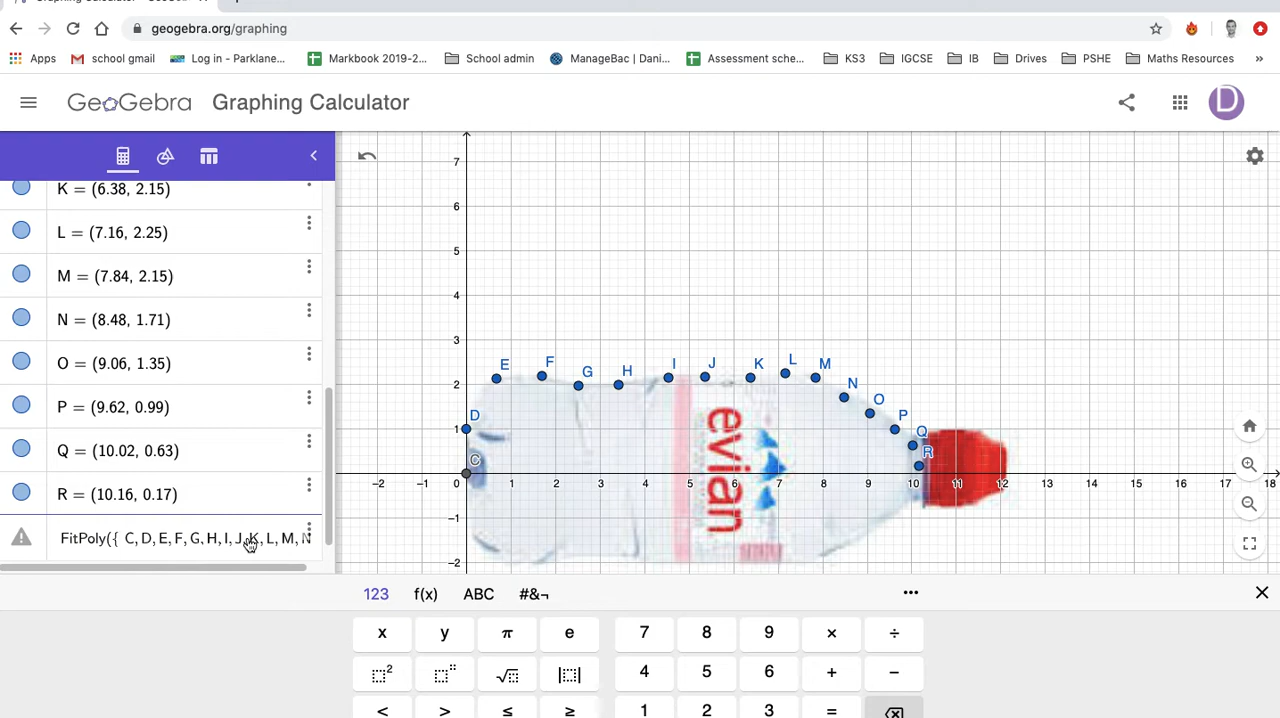 geogebra.org/graphing
Apps school gmail Log in - Parklane... Markbook 2019-2... School admin ManageBac | Dani... Assessment sche... KS3 IGCSE IB Drives PSHE Maths Resources »
GeoGebra Graphing Calculator D
K = (6.38, 2.15)
L = (7.16, 2.25)
M = (7.84, 2.15)
N = (8.48, 1.71)
O = (9.06, 1.35)
P = (9.62, 0.99)
Q = (10.02, 0.63)
R = (10.16, 0.17)
FitPoly({ C, D, E, F, G, H, I, J, K, L, M, N
7
6
5
4
3
2
1
-1
-2
-2 -1 0 1 2 3 4 5 6 7 8 9 10 11 12 13 14 15 16 17 18
C D E F G H I J K L M N O P Q R
evian
123 f(x) ABC #&¬ •••
x y π e 7 8 9 × ÷
4 5 6 + −
< > ≤ ≥ 1 2 3 =